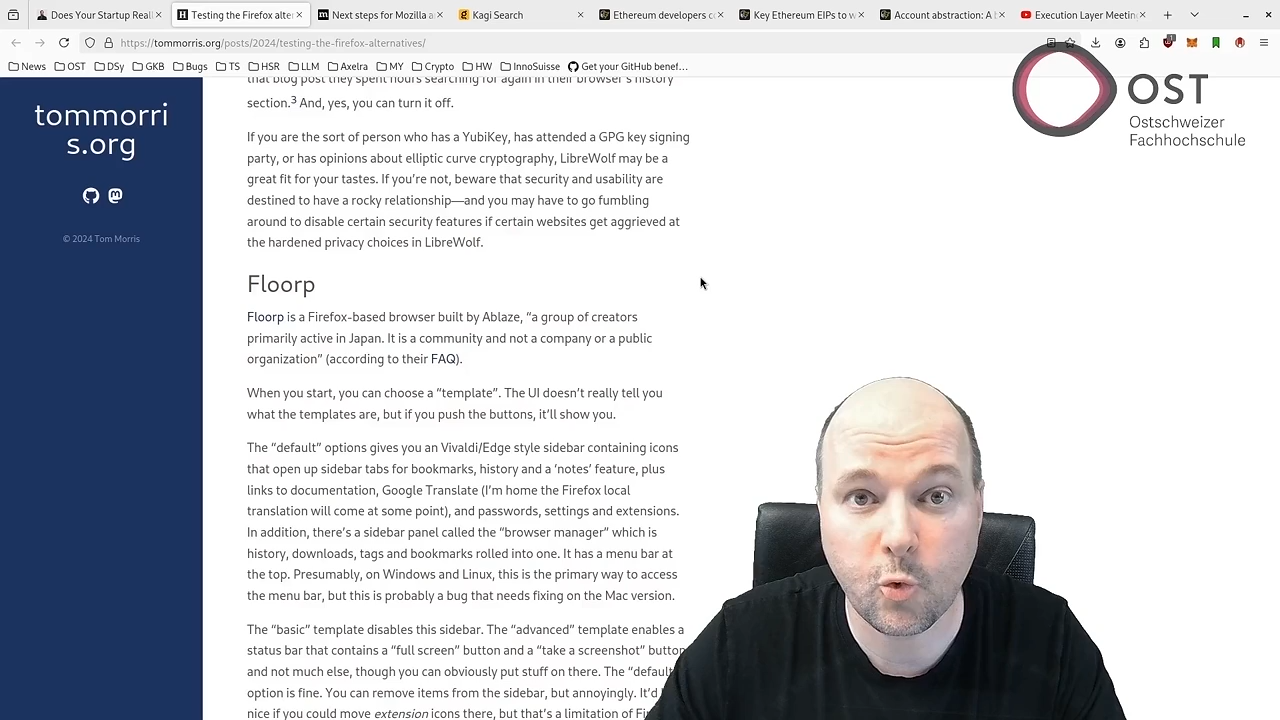 Does Your Startup Reall
Testing the Firefox alter
Next steps for Mozilla a
Kagi Search
Ethereum developers c
Key Ethereum EIPs to w
Account abstraction: A b
Execution Layer Meetin
https://tommorris.org/posts/2024/testing-the-firefox-alternatives/
News
OST
DSy
GKB
Bugs
TS
HSR
LLM
Axelra
MY
Crypto
HW
InnoSuisse
Get your GitHub benef…
tommorri
s.org
© 2024 Tom Morris
OST
Ostschweizer
Fachhochschule
that blog post they spent hours searching for again in their browser's history
section.3 And, yes, you can turn it off.
If you are the sort of person who has a YubiKey, has attended a GPG key signing
party, or has opinions about elliptic curve cryptography, LibreWolf may be a
great fit for your tastes. If you're not, beware that security and usability are
destined to have a rocky relationship—and you may have to go fumbling
around to disable certain security features if certain websites get aggrieved at
the hardened privacy choices in LibreWolf.
Floorp
Floorp is a Firefox-based browser built by Ablaze, “a group of creators
primarily active in Japan. It is a community and not a company or a public
organization” (according to their FAQ).
When you start, you can choose a “template”. The UI doesn’t really tell you
what the templates are, but if you push the buttons, it’ll show you.
The “default” options gives you an Vivaldi/Edge style sidebar containing icons
that open up sidebar tabs for bookmarks, history and a ‘notes’ feature, plus
links to documentation, Google Translate (I’m home the Firefox local
translation will come at some point), and passwords, settings and extensions.
In addition, there’s a sidebar panel called the “browser manager” which is
history, downloads, tags and bookmarks rolled into one. It has a menu bar at
the top. Presumably, on Windows and Linux, this is the primary way to access
the menu bar, but this is probably a bug that needs fixing on the Mac version.
The “basic” template disables this sidebar. The “advanced” template enables a
status bar that contains a “full screen” button and a “take a screenshot” button
and not much else, though you can obviously put stuff on there. The “default
option is fine. You can remove items from the sidebar, but annoyingly. It’d
nice if you could move extension icons there, but that’s a limitation of Fi